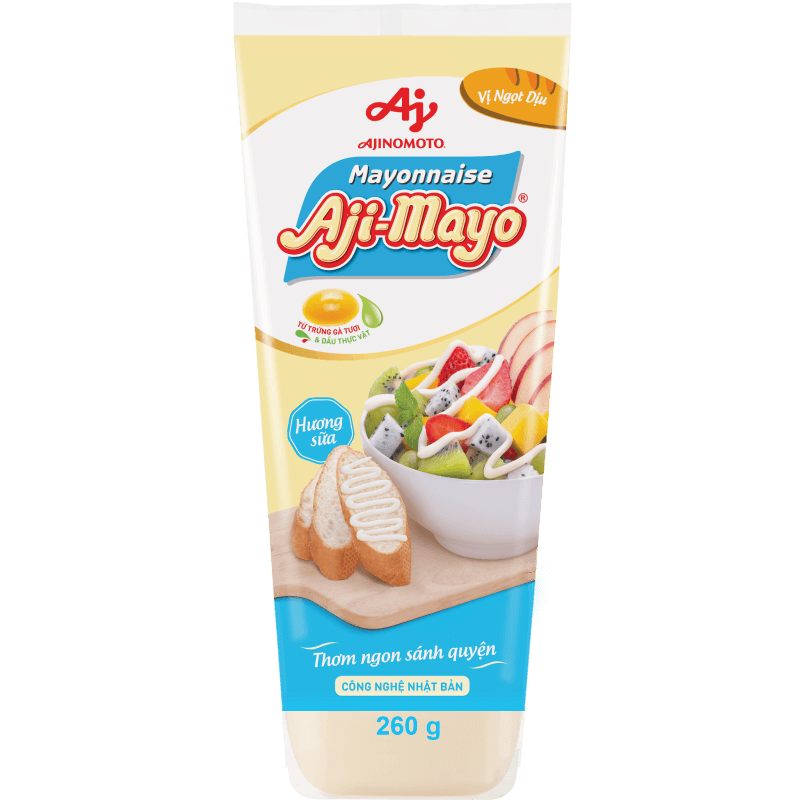 Aj
AJINOMOTO
Vị Ngọt Dịu
Mayonnaise
Aji-Mayo®
TỪ TRỨNG GÀ TƯƠI
& DẦU THỰC VẬT
Hương
sữa
Thơm ngon sánh quyện
CÔNG NGHỆ NHẬT BẢN
260 g